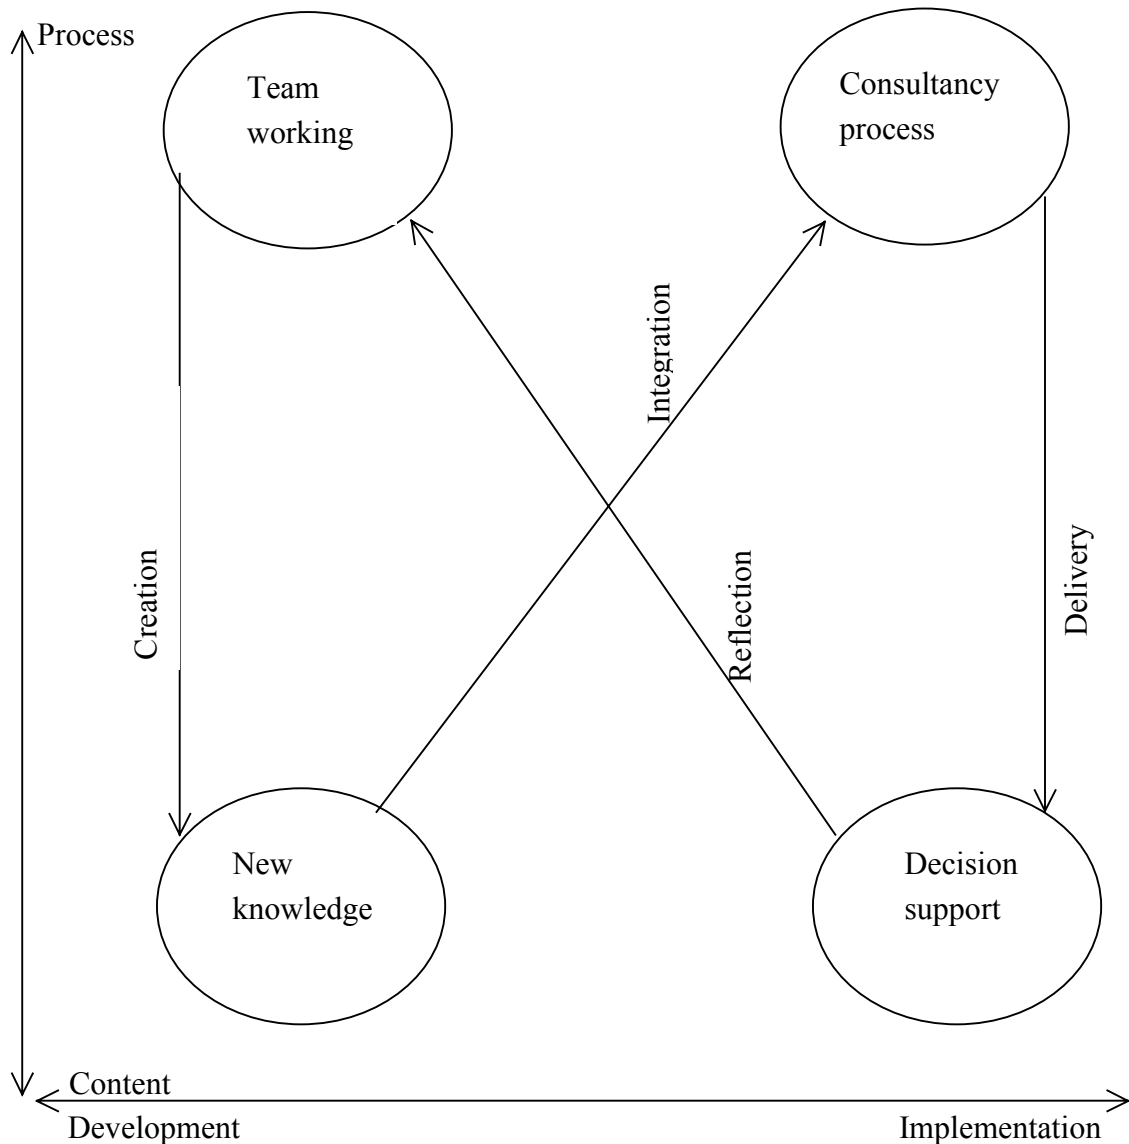 Process
Team
working
Consultancy
process
Integration
Creation
Reflection
Delivery
New
knowledge
Decision
support
Content
Development
Implementation